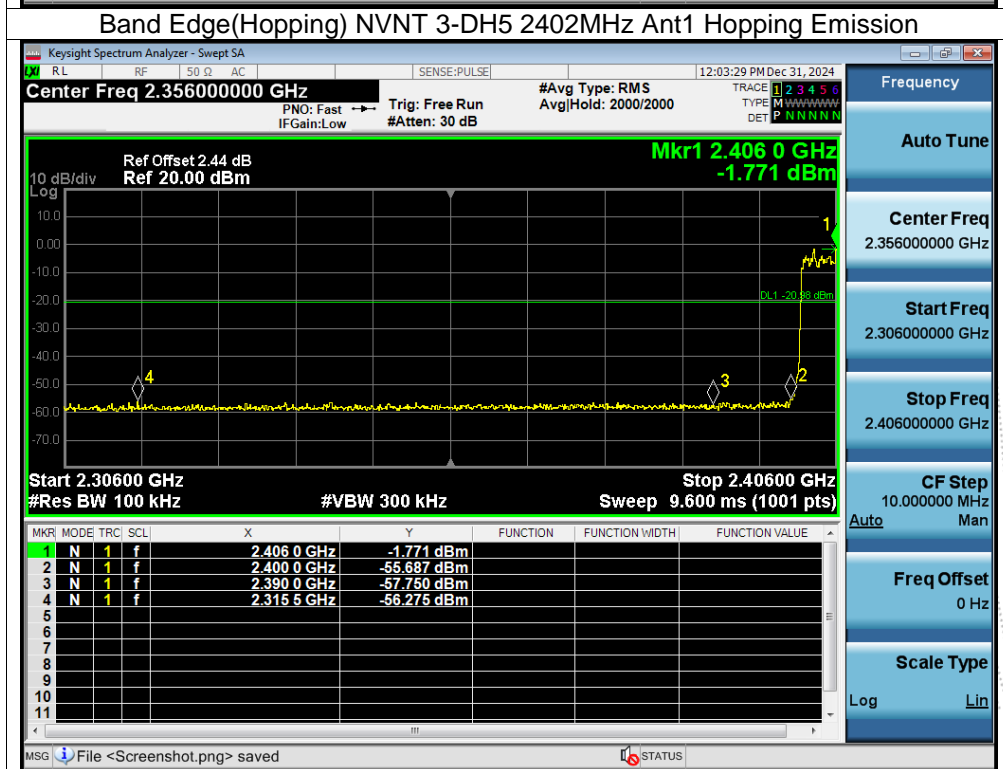 Band Edge(Hopping) NVNT 3-DH5 2402MHz Ant1 Hopping Emission
Keysight Spectrum Analyzer - Swept SA
LXI RL RF 50 Ω AC SENSE:PULSE 12:03:29 PM Dec 31, 2024
Center Freq 2.356000000 GHz #Avg Type: RMS TRACE 1 2 3 4 5 6
PNO: Fast Trig: Free Run Avg|Hold: 2000/2000 TYPE M WWWWW
IFGain:Low #Atten: 30 dB DET P N N N N N
Frequency
Auto Tune
Mkr1 2.406 0 GHz
-1.771 dBm
Ref Offset 2.44 dB
10 dB/div Ref 20.00 dBm
Log
10.0
0.00
-10.0
-20.0
-30.0
-40.0
-50.0
-60.0
-70.0
1
DL1 -20.98 dBm
4
3
2
Start 2.30600 GHz Stop 2.40600 GHz
#Res BW 100 kHz #VBW 300 kHz Sweep 9.600 ms (1001 pts)
MKR MODE TRC SCL X Y FUNCTION FUNCTION WIDTH FUNCTION VALUE
1 N 1 f 2.406 0 GHz -1.771 dBm
2 N 1 f 2.400 0 GHz -55.687 dBm
3 N 1 f 2.390 0 GHz -57.750 dBm
4 N 1 f 2.315 5 GHz -56.275 dBm
5
6
7
8
9
10
11
Center Freq
2.356000000 GHz
Start Freq
2.306000000 GHz
Stop Freq
2.406000000 GHz
CF Step
10.000000 MHz
Auto Man
Freq Offset
0 Hz
Scale Type
Log Lin
MSG File <Screenshot.png> saved STATUS